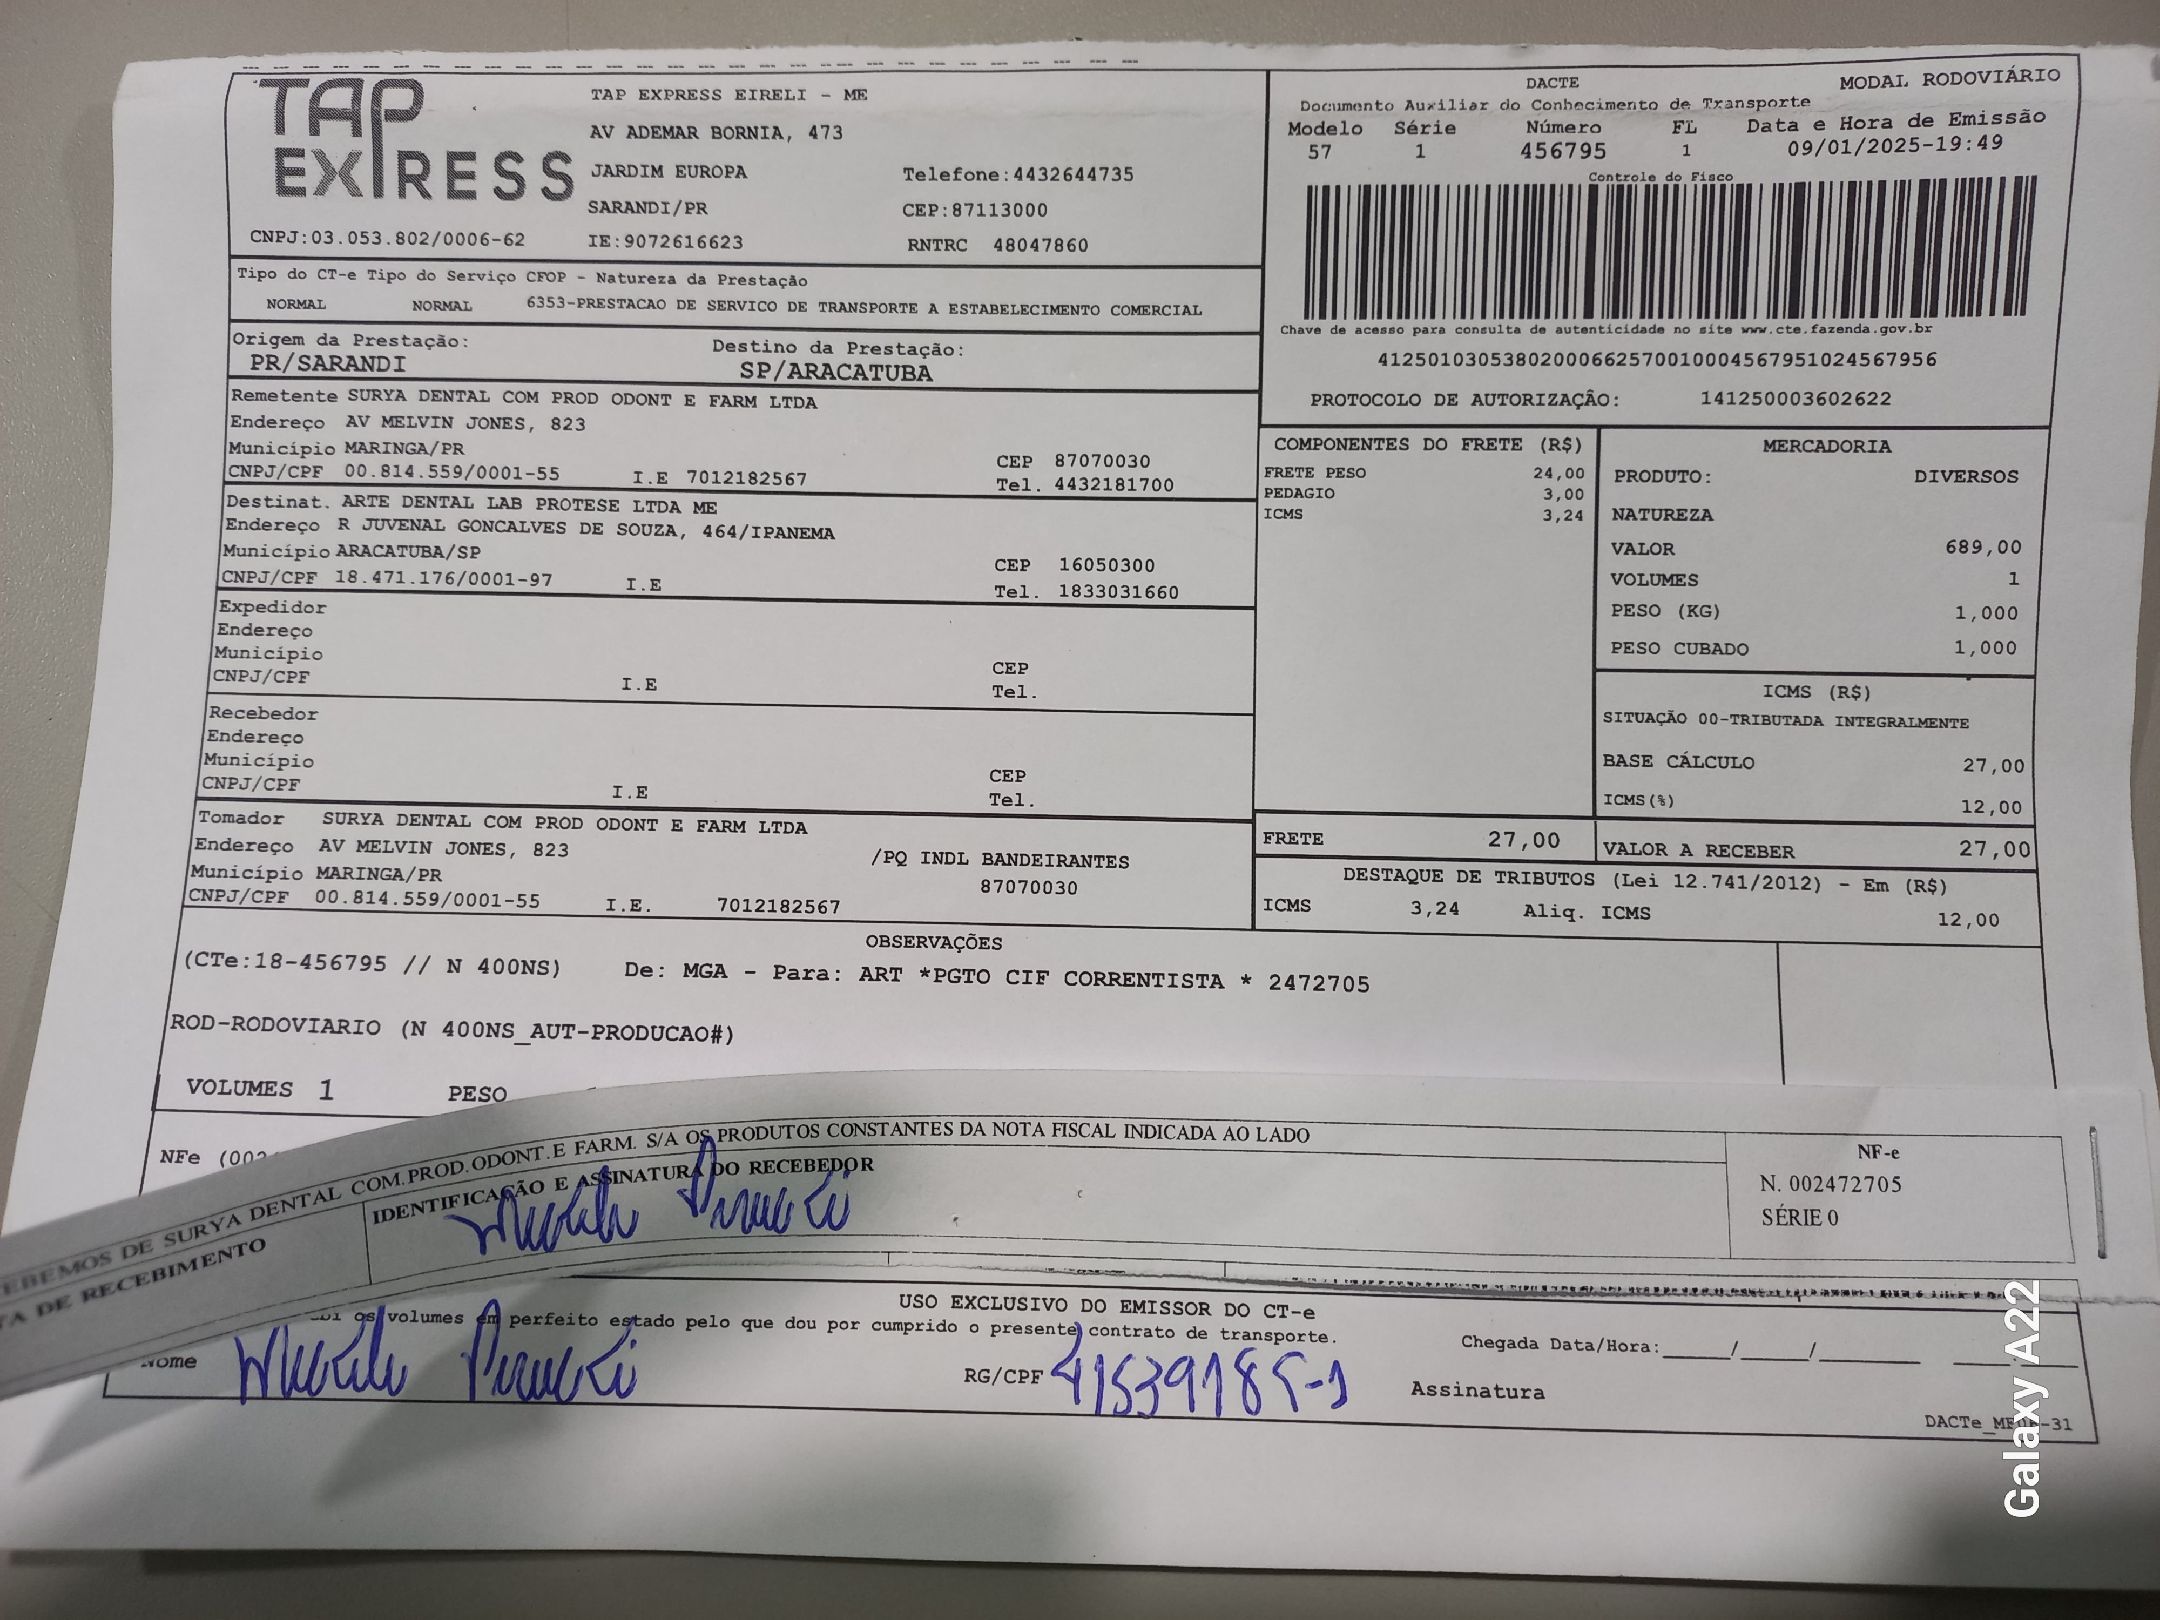 TAP EXPRESS
TAP EXPRESS EIRELI - ME
AV ADEMAR BORNIA, 473
JARDIM EUROPA Telefone:4432644735
SARANDI/PR CEP:87113000
CNPJ:03.053.802/0006-62 IE:9072616623 RNTRC 48047860
DACTE MODAL RODOVIÁRIO
Documento Auxiliar do Conhecimento de Transporte
Modelo Série Número FL Data e Hora de Emissão
57 1 456795 1 09/01/2025-19:49
Controle do Fisco
Chave de acesso para consulta de autenticidade no site www.cte.fazenda.gov.br
41250103053802000662570010004567951024567956
PROTOCOLO DE AUTORIZAÇÃO: 141250003602622
Tipo do CT-e Tipo do Serviço CFOP - Natureza da Prestação
NORMAL NORMAL 6353-PRESTACAO DE SERVICO DE TRANSPORTE A ESTABELECIMENTO COMERCIAL
Origem da Prestação: Destino da Prestação:
PR/SARANDI SP/ARACATUBA
Remetente SURYA DENTAL COM PROD ODONT E FARM LTDA
Endereço AV MELVIN JONES, 823
Município MARINGA/PR CEP 87070030
CNPJ/CPF 00.814.559/0001-55 I.E 7012182567 Tel. 4432181700
Destinat. ARTE DENTAL LAB PROTESE LTDA ME
Endereço R JUVENAL GONCALVES DE SOUZA, 464/IPANEMA
Município ARACATUBA/SP CEP 16050300
CNPJ/CPF 18.471.176/0001-97 I.E Tel. 1833031660
Expedidor
Endereço
Município CEP
CNPJ/CPF I.E Tel.
Recebedor
Endereço
Município CEP
CNPJ/CPF I.E Tel.
Tomador SURYA DENTAL COM PROD ODONT E FARM LTDA
Endereço AV MELVIN JONES, 823 /PQ INDL BANDEIRANTES
Município MARINGA/PR 87070030
CNPJ/CPF 00.814.559/0001-55 I.E. 7012182567
COMPONENTES DO FRETE (R$)
FRETE PESO 24,00
PEDAGIO 3,00
ICMS 3,24
MERCADORIA
PRODUTO: DIVERSOS
NATUREZA
VALOR 689,00
VOLUMES 1
PESO (KG) 1,000
PESO CUBADO 1,000
ICMS (R$)
SITUAÇÃO 00-TRIBUTADA INTEGRALMENTE
BASE CÁLCULO 27,00
ICMS(%) 12,00
FRETE 27,00 VALOR A RECEBER 27,00
DESTAQUE DE TRIBUTOS (Lei 12.741/2012) - Em (R$)
ICMS 3,24 Aliq. ICMS 12,00
OBSERVAÇÕES
(CTe:18-456795 // N 400NS) De: MGA - Para: ART *PGTO CIF CORRENTISTA * 2472705
ROD-RODOVIARIO (N 400NS_AUT-PRODUCAO#)
VOLUMES 1 PESO
NFe
EBEMOS DE SURYA DENTAL COM.PROD.ODONT.E FARM. S/A OS PRODUTOS CONSTANTES DA NOTA FISCAL INDICADA AO LADO
TA DE RECEBIMENTO IDENTIFICAÇÃO E ASSINATURA DO RECEBEDOR
NF-e
N. 002472705
SÉRIE 0
USO EXCLUSIVO DO EMISSOR DO CT-e
os volumes em perfeito estado pelo que dou por cumprido o presente contrato de transporte.
Chegada Data/Hora:_____/_____/_______ _______
Nome RG/CPF 41539185-1 Assinatura
Galaxy A22